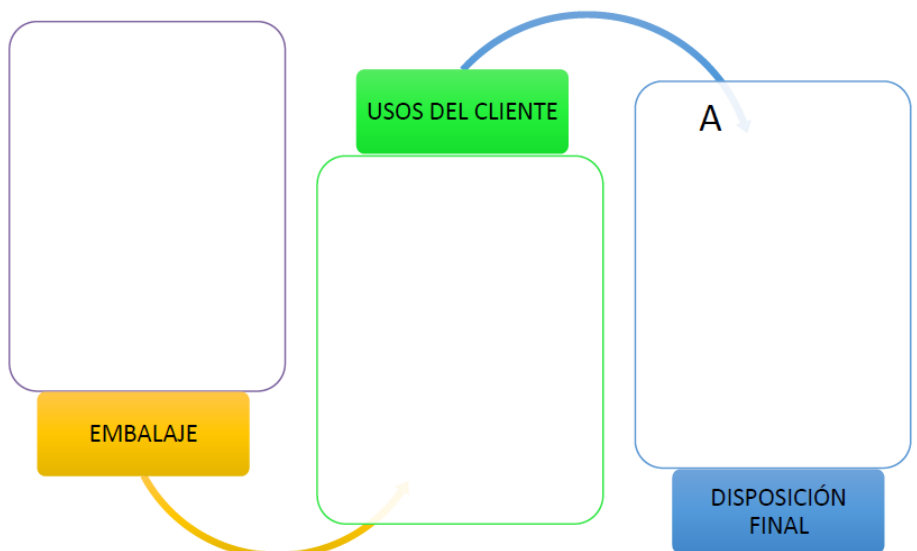 USOS DEL CLIENTE
A
EMBALAJE
DISPOSICIÓN
FINAL